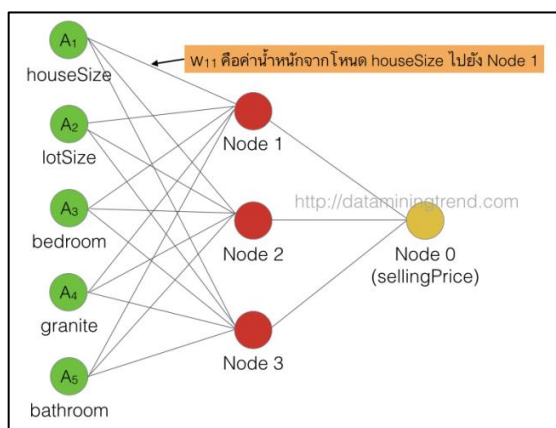 A1
houseSize
W11 คือค่าน้ำหนักจากโหนด houseSize ไปยัง Node 1
A2
lotSize
Node 1
A3
bedroom
Node 2
http://dataminingtrend.com
Node 0
(sellingPrice)
A4
granite
Node 3
A5
bathroom